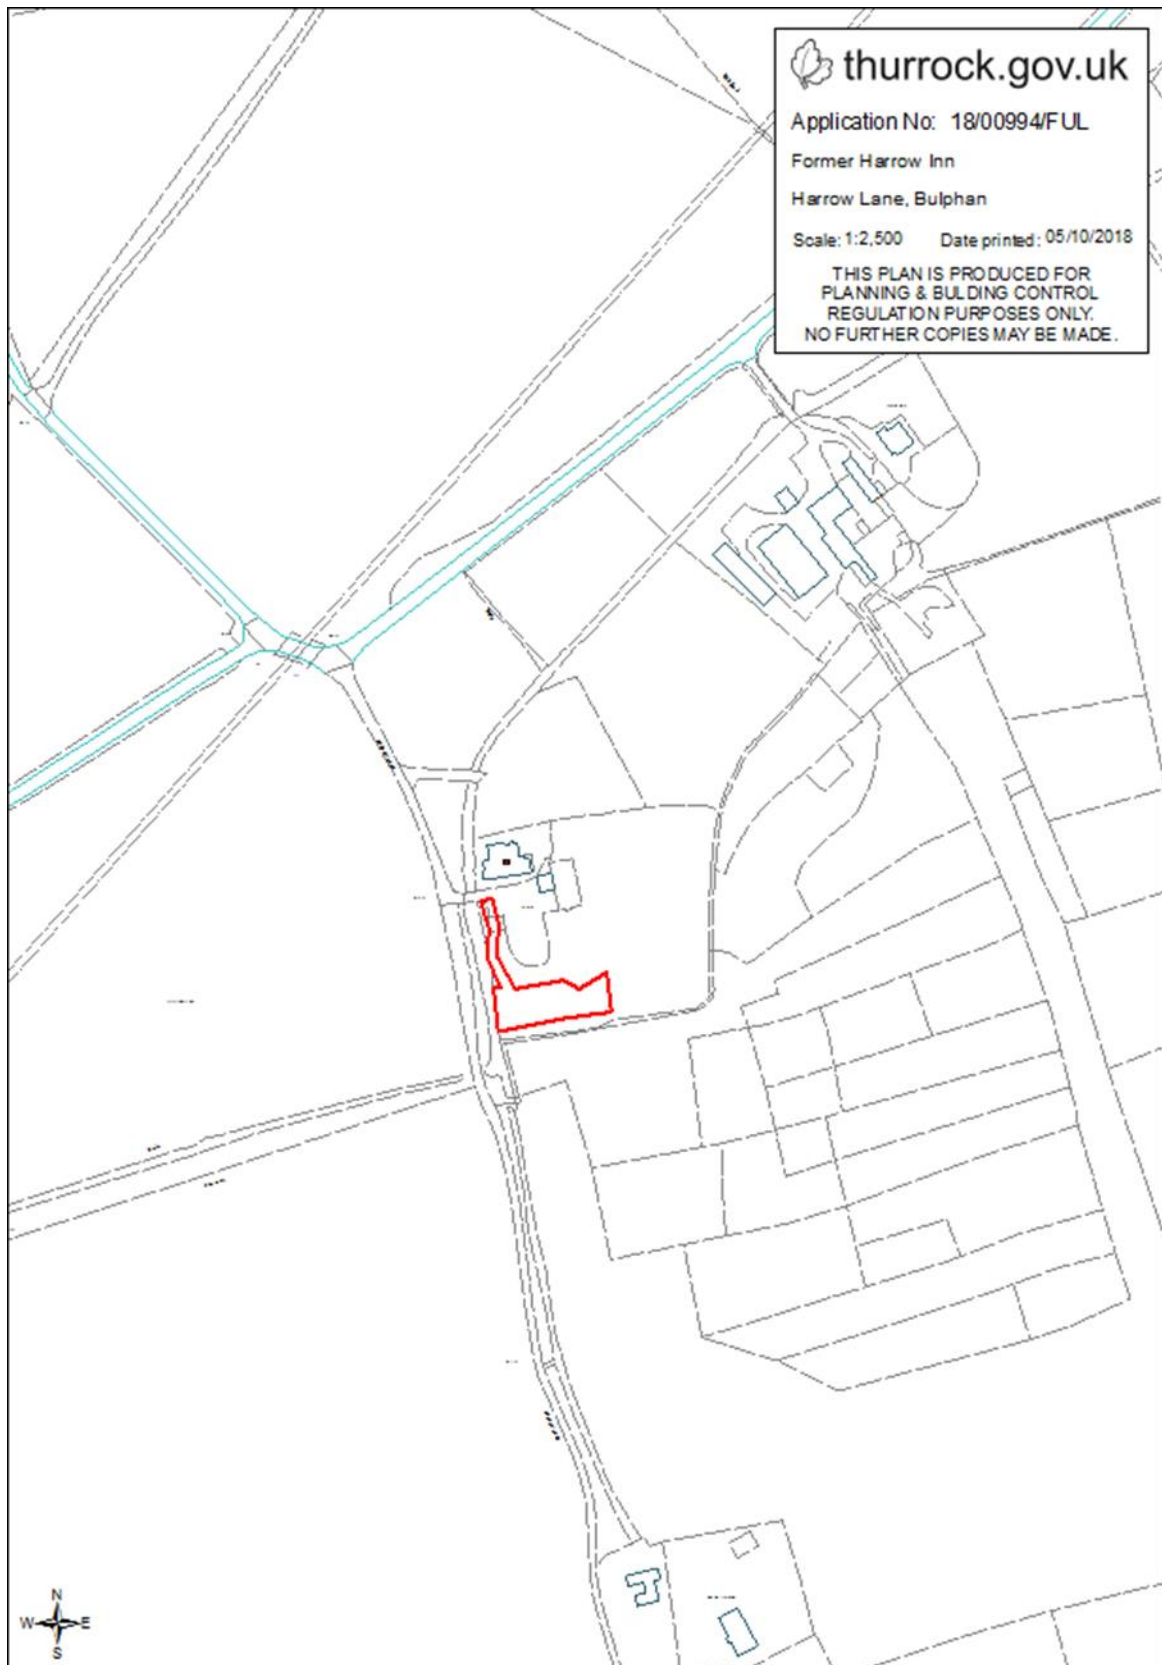 thurrock.gov.uk
Application No: 18/00994/FUL
Former Harrow Inn
Harrow Lane, Bulphan
Scale: 1:2,500 Date printed: 05/10/2018
THIS PLAN IS PRODUCED FOR
PLANNING & BULDING CONTROL
REGULATION PURPOSES ONLY.
NO FURTHER COPIES MAY BE MADE.
N
W E
S